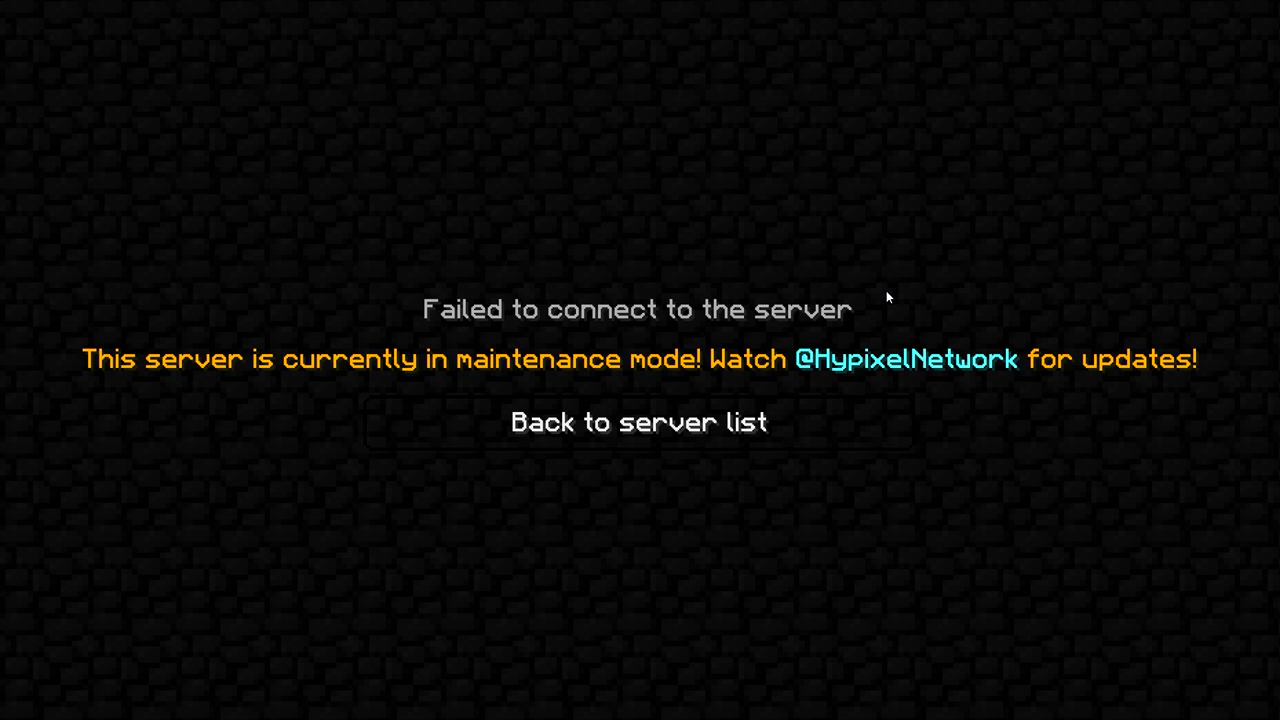 Failed to connect to the server
This server is currently in maintenance mode! Watch @HypixelNetwork for updates!
Back to server list